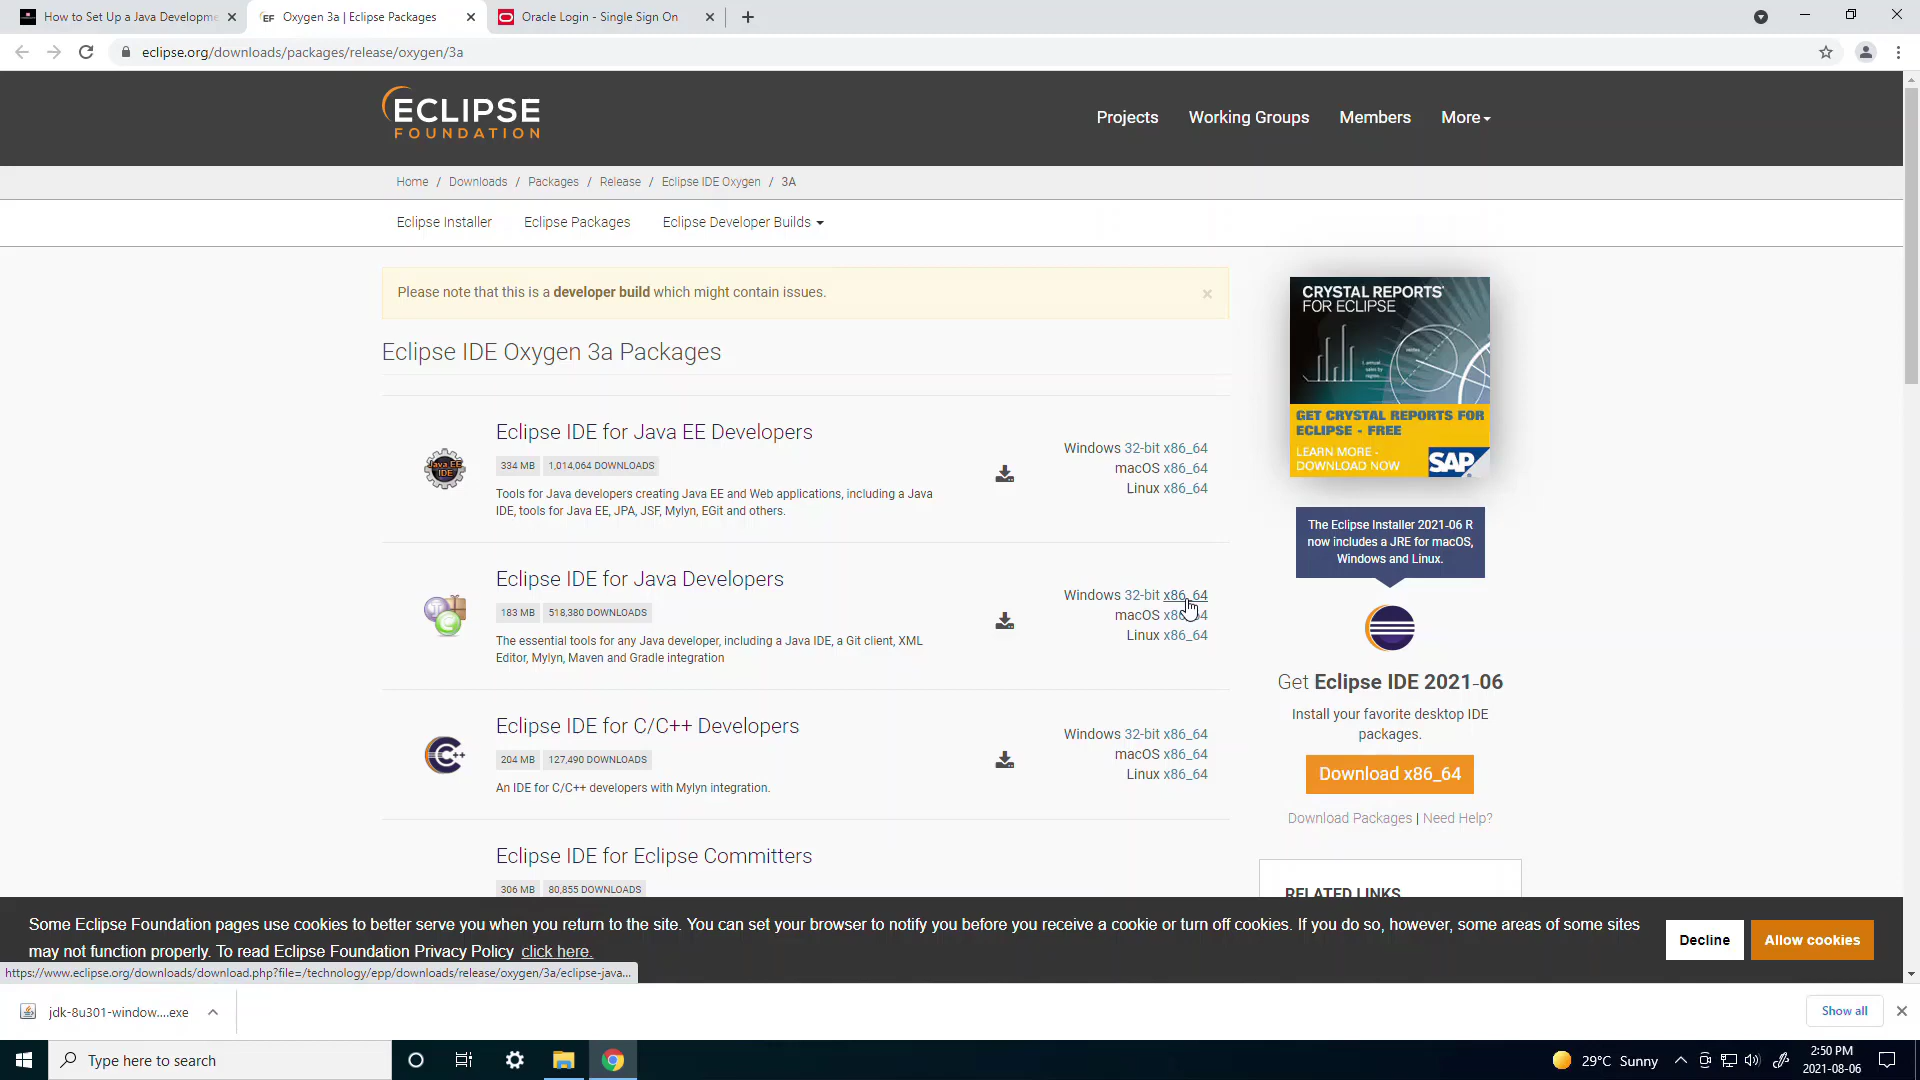 How to Set Up a Java Developme
Oxygen 3a | Eclipse Packages
Oracle Login - Single Sign On
eclipse.org/downloads/packages/release/oxygen/3a
ECLIPSE
FOUNDATION
Projects
Working Groups
Members
More
Home / Downloads / Packages / Release / Eclipse IDE Oxygen / 3A
Eclipse Installer
Eclipse Packages
Eclipse Developer Builds
Please note that this is a developer build which might contain issues.
×
Eclipse IDE Oxygen 3a Packages
Java EE
IDE
Eclipse IDE for Java EE Developers
334 MB
1,014,064 DOWNLOADS
Tools for Java developers creating Java EE and Web applications, including a Java
IDE, tools for Java EE, JPA, JSF, Mylyn, EGit and others.
Windows 32-bit x86_64
macOS x86_64
Linux x86_64
Eclipse IDE for Java Developers
183 MB
518,380 DOWNLOADS
The essential tools for any Java developer, including a Java IDE, a Git client, XML
Editor, Mylyn, Maven and Gradle integration
Windows 32-bit x86_64
macOS x86_64
Linux x86_64
Eclipse IDE for C/C++ Developers
204 MB
127,490 DOWNLOADS
An IDE for C/C++ developers with Mylyn integration.
Windows 32-bit x86_64
macOS x86_64
Linux x86_64
Eclipse IDE for Eclipse Committers
306 MB
80,855 DOWNLOADS
CRYSTAL REPORTS®
FOR ECLIPSE
GET CRYSTAL REPORTS FOR
ECLIPSE - FREE
LEARN MORE -
DOWNLOAD NOW
SAP
The Eclipse Installer 2021-06 R
now includes a JRE for macOS,
Windows and Linux.
Get Eclipse IDE 2021-06
Install your favorite desktop IDE
packages.
Download x86_64
Download Packages | Need Help?
RELATED LINKS
Some Eclipse Foundation pages use cookies to better serve you when you return to the site. You can set your browser to notify you before you receive a cookie or turn off cookies. If you do so, however, some areas of some sites
may not function properly. To read Eclipse Foundation Privacy Policy click here.
Decline
Allow cookies
https://www.eclipse.org/downloads/download.php?file=/technology/epp/downloads/release/oxygen/3a/eclipse-java...
jdk-8u301-window....exe
Show all
Type here to search
29°C Sunny
2:50 PM
2021-08-06